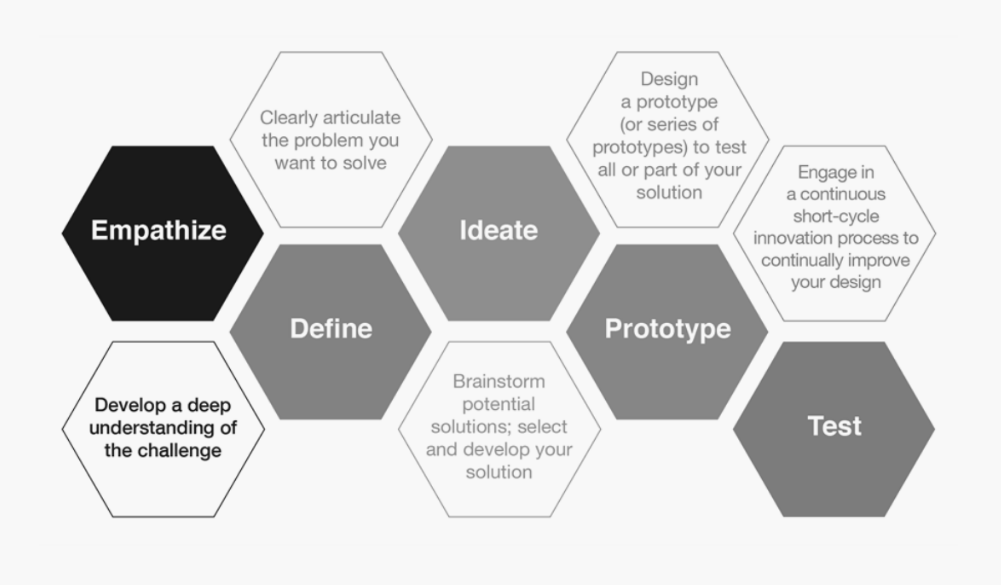 Empathize
Develop a deep
understanding of
the challenge
Clearly articulate
the problem you
want to solve
Define
Ideate
Brainstorm
potential
solutions; select
and develop your
solution
Design
a prototype
(or series of
prototypes) to test
all or part of your
solution
Prototype
Engage in
a continuous
short-cycle
innovation process to
continually improve
your design
Test